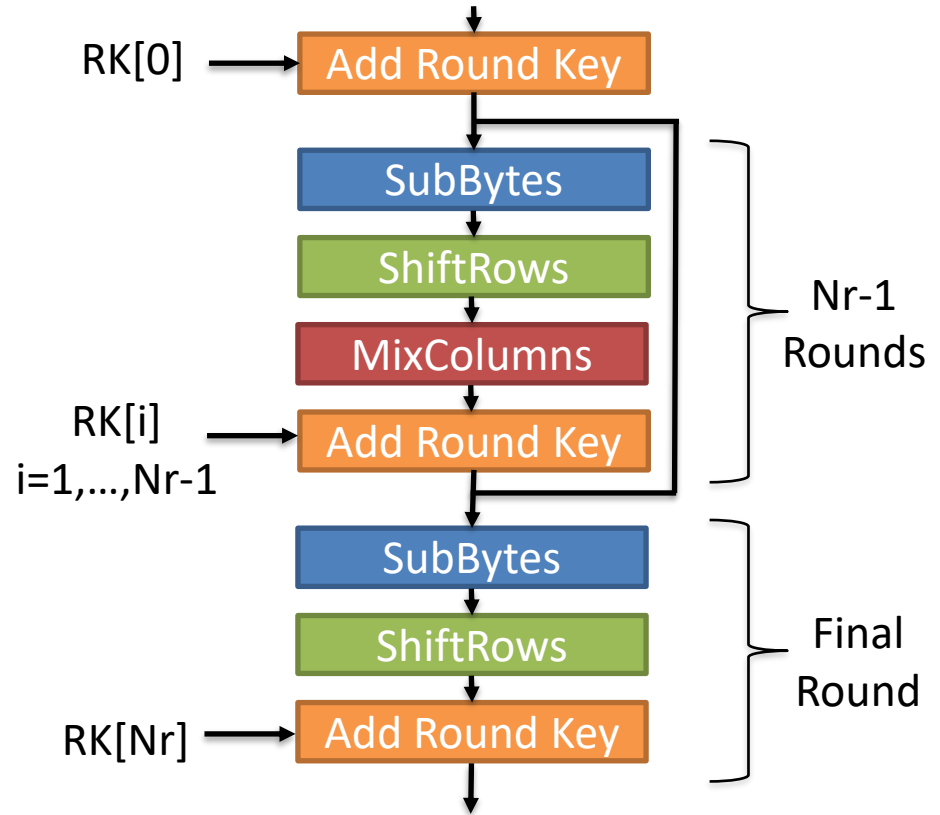 RK[0]
Add Round Key
SubBytes
ShiftRows
MixColumns
Nr-1
Rounds
RK[i]
i=1,...,Nr-1
Add Round Key
SubBytes
ShiftRows
Final
Round
RK[Nr]
Add Round Key